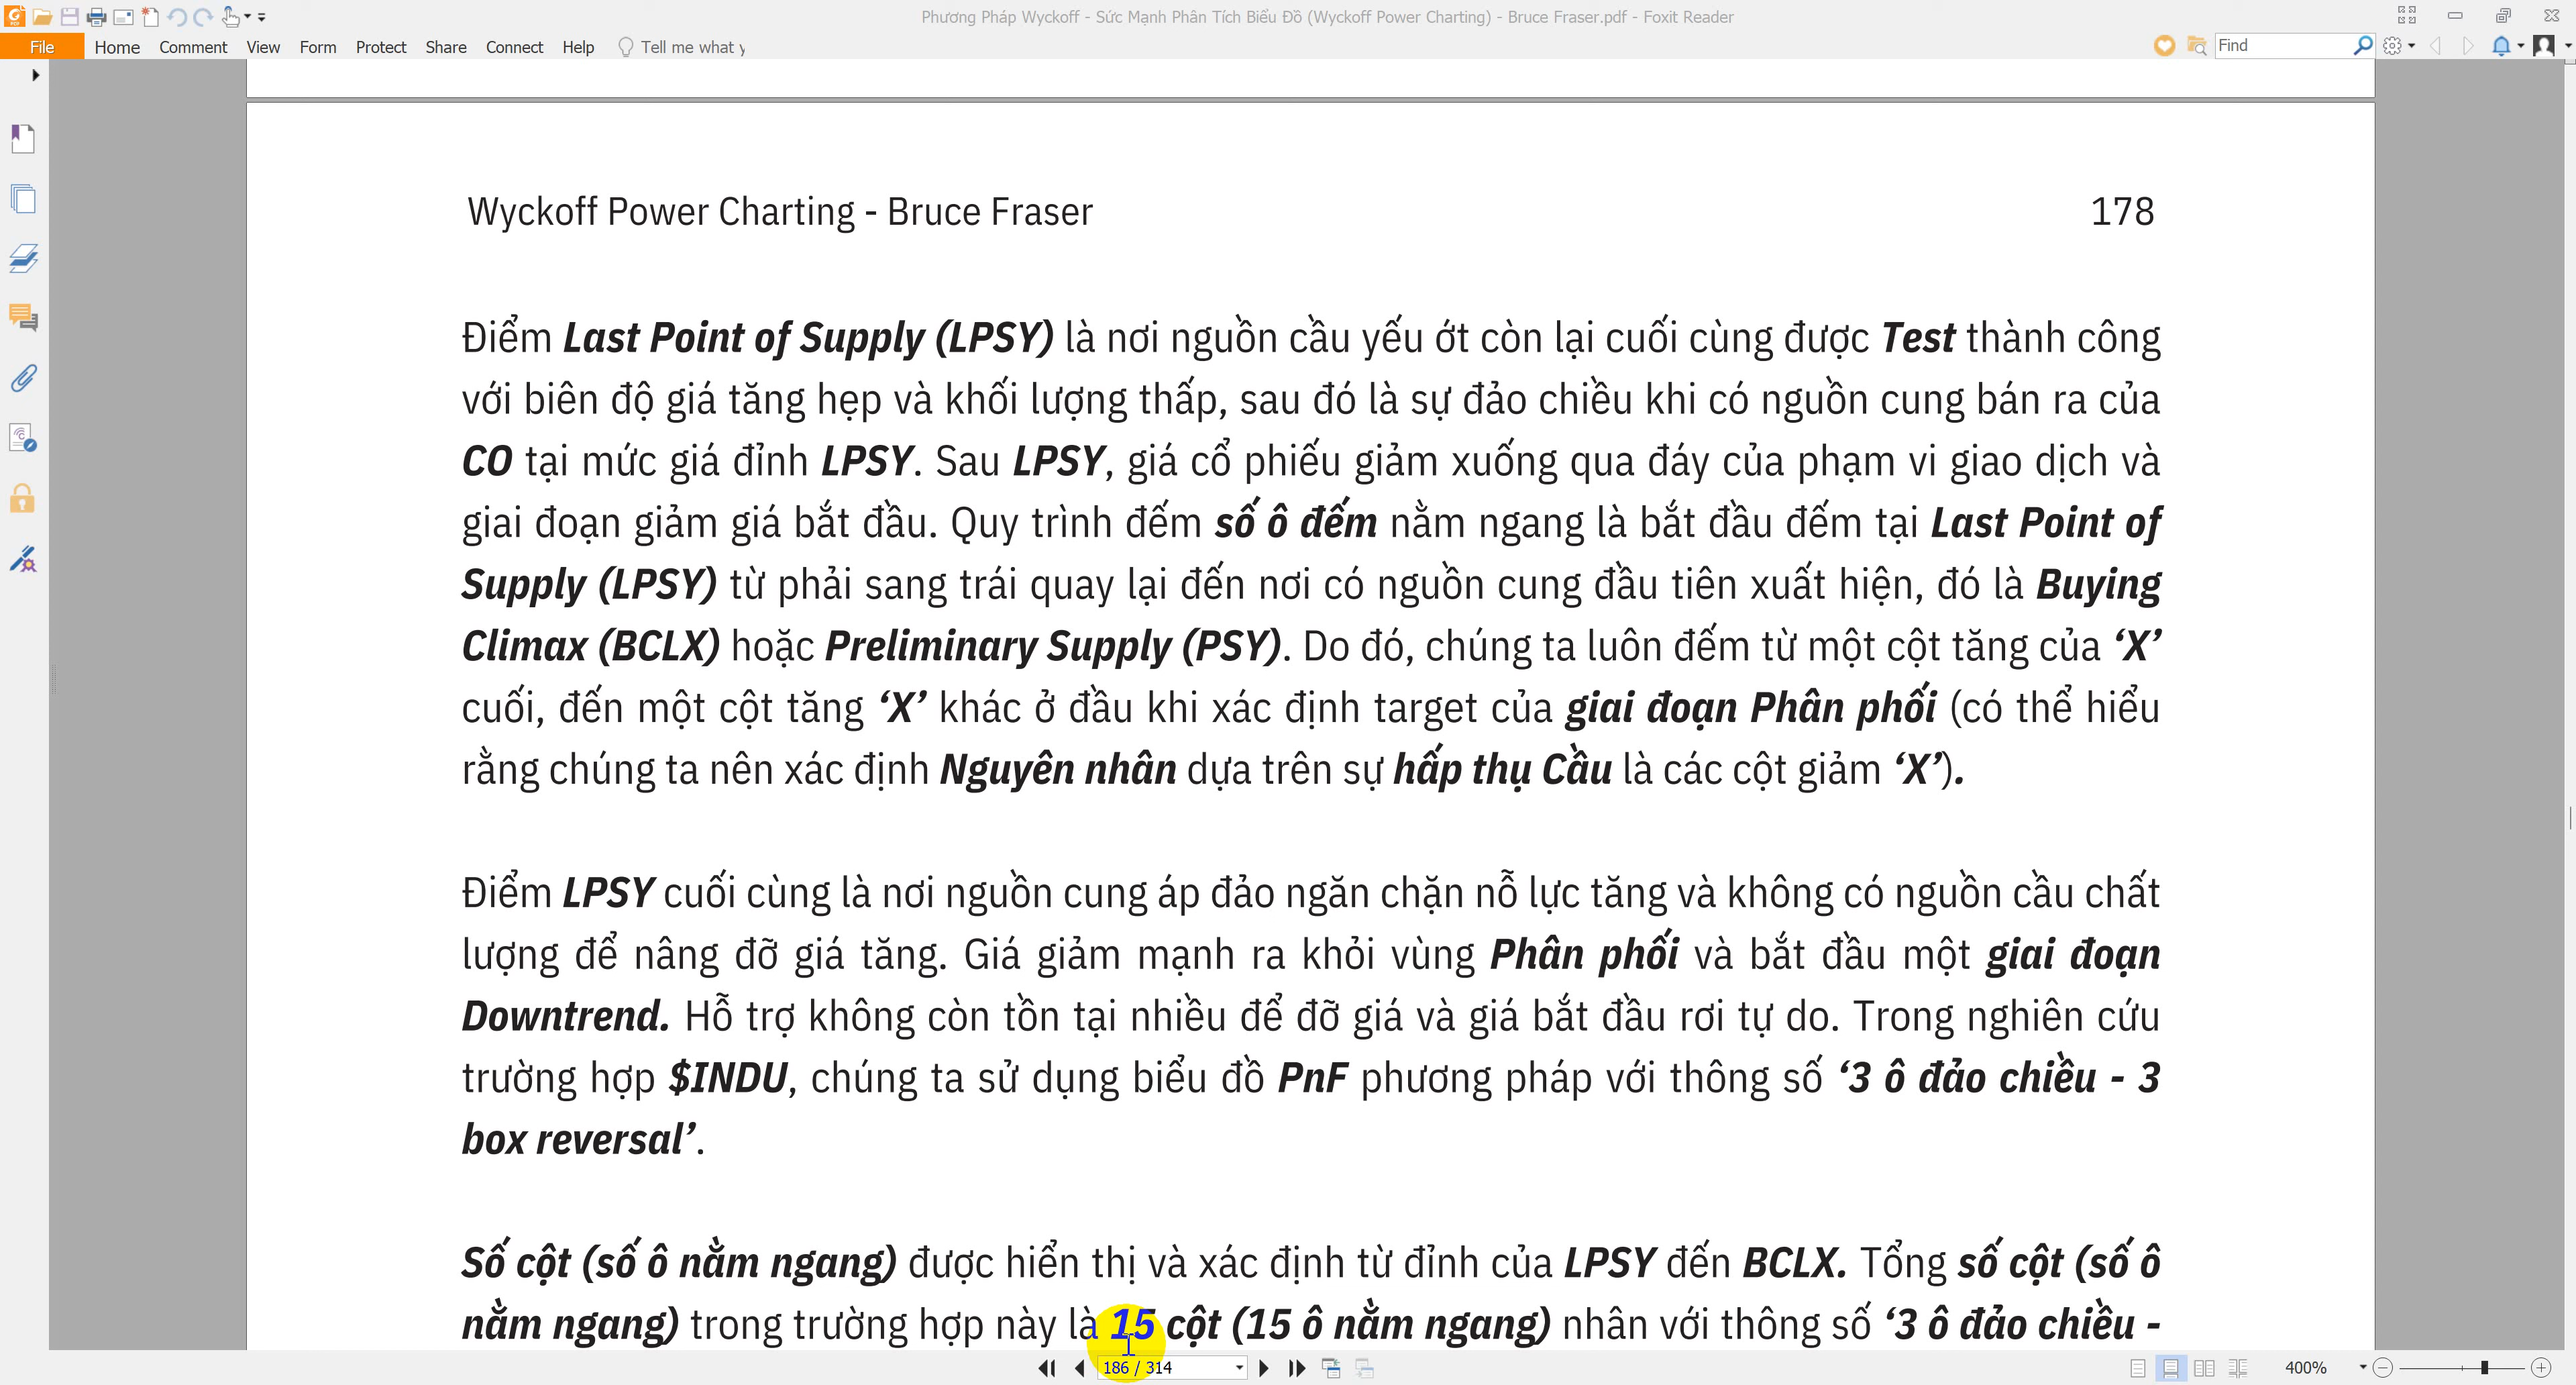 Phương Pháp Wyckoff - Sức Mạnh Phân Tích Biểu Đồ (Wyckoff Power Charting) - Bruce Fraser.pdf - Foxit Reader
File Home Comment View Form Protect Share Connect Help Tell me what y
Find
Wyckoff Power Charting - Bruce Fraser 178
Điểm Last Point of Supply (LPSY) là nơi nguồn cầu yếu ớt còn lại cuối cùng được Test thành công
với biên độ giá tăng hẹp và khối lượng thấp, sau đó là sự đảo chiều khi có nguồn cung bán ra của
CO tại mức giá đỉnh LPSY. Sau LPSY, giá cổ phiếu giảm xuống qua đáy của phạm vi giao dịch và
giai đoạn giảm giá bắt đầu. Quy trình đếm số ô đếm nằm ngang là bắt đầu đếm tại Last Point of
Supply (LPSY) từ phải sang trái quay lại đến nơi có nguồn cung đầu tiên xuất hiện, đó là Buying
Climax (BCLX) hoặc Preliminary Supply (PSY). Do đó, chúng ta luôn đếm từ một cột tăng của ‘X’
cuối, đến một cột tăng ‘X’ khác ở đầu khi xác định target của giai đoạn Phân phối (có thể hiểu
rằng chúng ta nên xác định Nguyên nhân dựa trên sự hấp thụ Cầu là các cột giảm ‘X’).
Điểm LPSY cuối cùng là nơi nguồn cung áp đảo ngăn chặn nỗ lực tăng và không có nguồn cầu chất
lượng để nâng đỡ giá tăng. Giá giảm mạnh ra khỏi vùng Phân phối và bắt đầu một giai đoạn
Downtrend. Hỗ trợ không còn tồn tại nhiều để đỡ giá và giá bắt đầu rơi tự do. Trong nghiên cứu
trường hợp $INDU, chúng ta sử dụng biểu đồ PnF phương pháp với thông số ‘3 ô đảo chiều - 3
box reversal’.
Số cột (số ô nằm ngang) được hiển thị và xác định từ đỉnh của LPSY đến BCLX. Tổng số cột (số ô
nằm ngang) trong trường hợp này là 15 cột (15 ô nằm ngang) nhân với thông số ‘3 ô đảo chiều -
186 / 314
400%